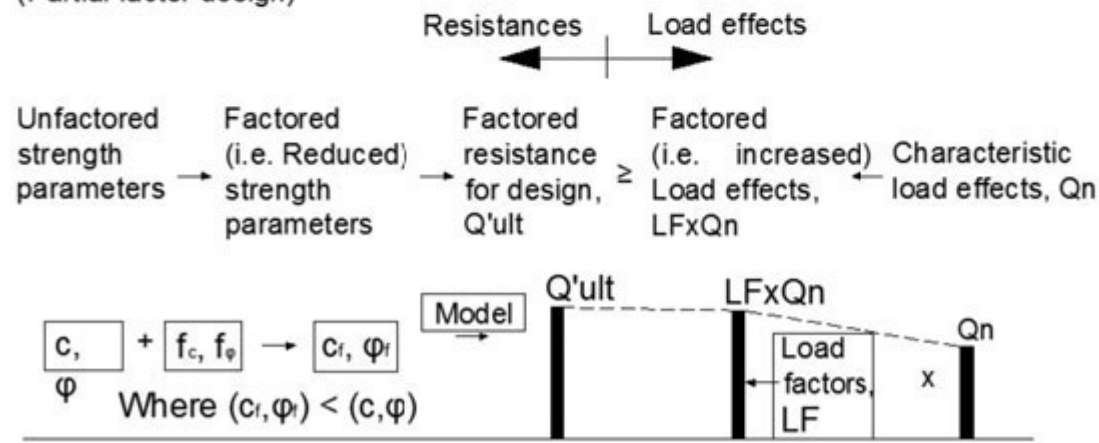 (Partial factor design)
Resistances Load effects
Unfactored strength parameters
Factored (i.e. Reduced) strength parameters
Factored resistance for design, Q'ult
≥
Factored (i.e. increased) Load effects, LFxQn
Characteristic load effects, Qn
c, φ + fc, fφ → cf, φf
Where (cf,φf) < (c,φ)
Model
Q'ult
LFxQn
Load factors, LF
x
Qn